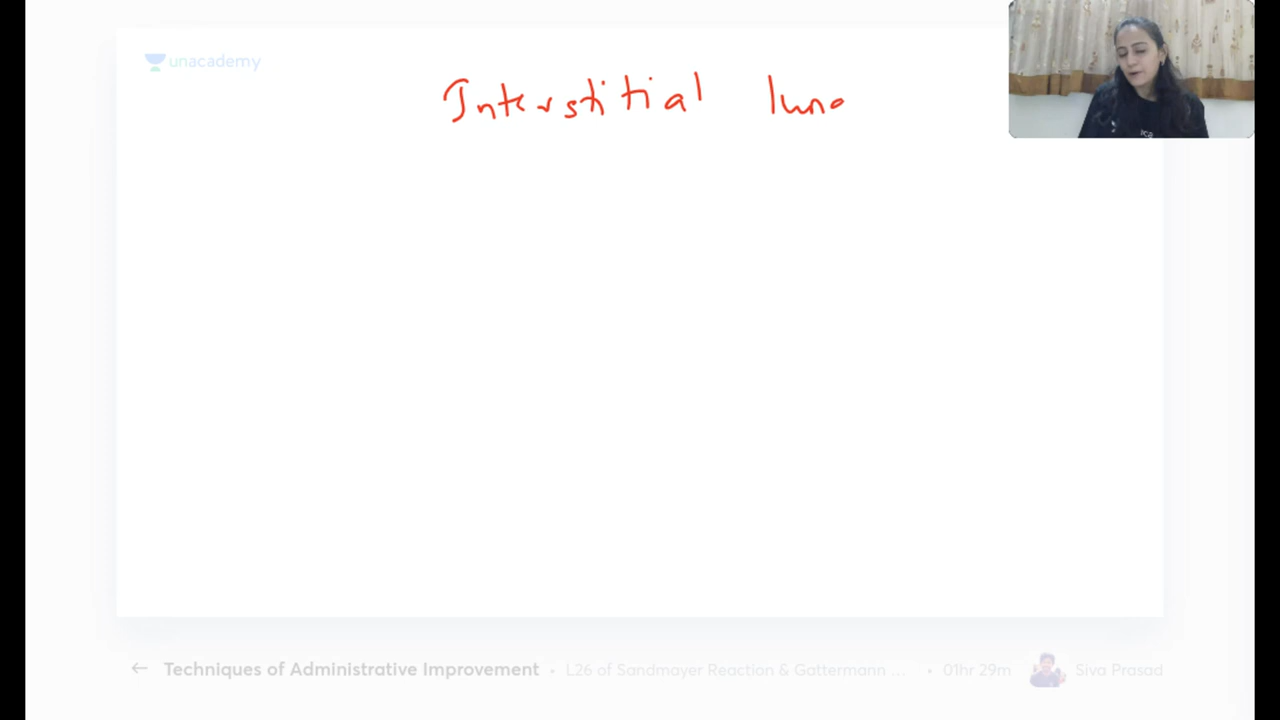 unacademy
Interstitial lung
← Techniques of Administrative Improvement • L26 of Sandmayer Reaction & Gattermann ... • 01hr 29m Siva Prasad